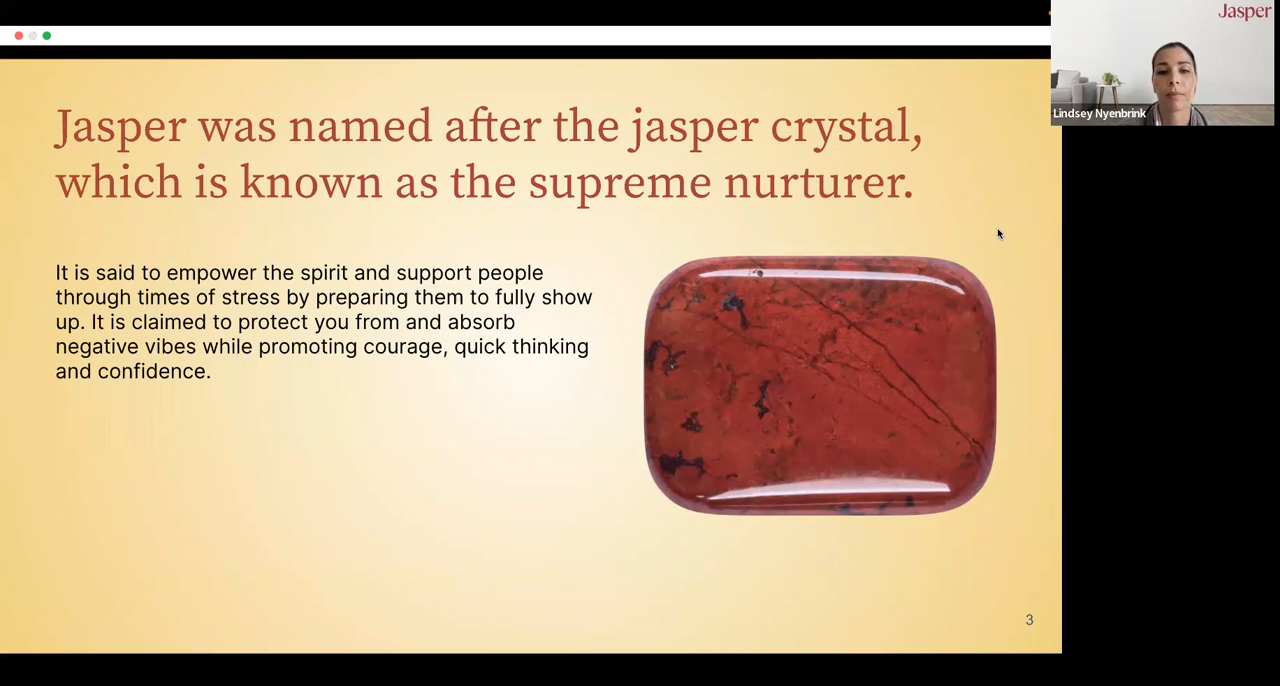 Jasper
Lindsey Nyenbrink
Jasper was named after the jasper crystal,
which is known as the supreme nurturer.
It is said to empower the spirit and support people
through times of stress by preparing them to fully show
up. It is claimed to protect you from and absorb
negative vibes while promoting courage, quick thinking
and confidence.
3